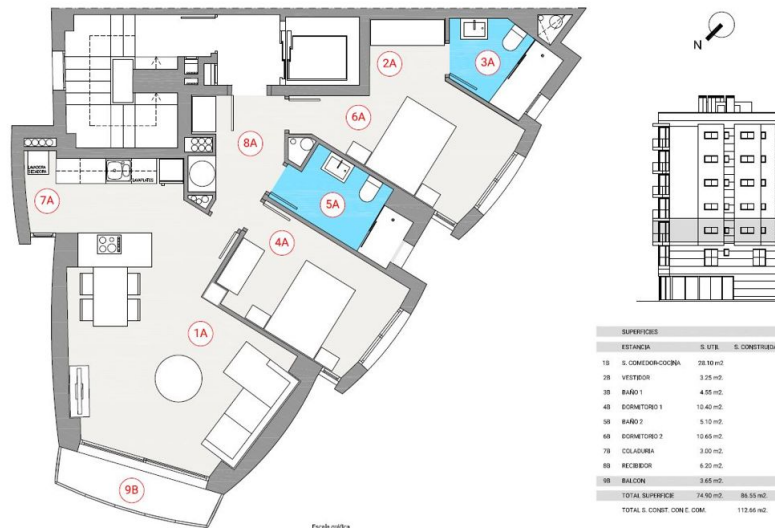 2A
3A
N
6A
8A
LAVADORA
SECADORA
LAVAPLATOS
7A
5A
4A
1A
9B
Escala gráfica
SUPERFICIES
ESTANCIA S. UTIL S. CONSTRUIDA
1B S. COMEDOR-COCINA 28.10 m2.
2B VESTIDOR 3.25 m2.
3B BAÑO 1 4.55 m2.
4B DORMITORIO 1 10.40 m2.
5B BAÑO 2 5.10 m2.
6B DORMITORIO 2 10.65 m2.
7B COLADURIA 3.00 m2.
8B RECIBIDOR 6.20 m2.
9B BALCON 3.65 m2.
TOTAL SUPERFICIE 74.90 m2. 86.55 m2.
TOTAL S. CONST. CON E. COM. 112.66 m2.